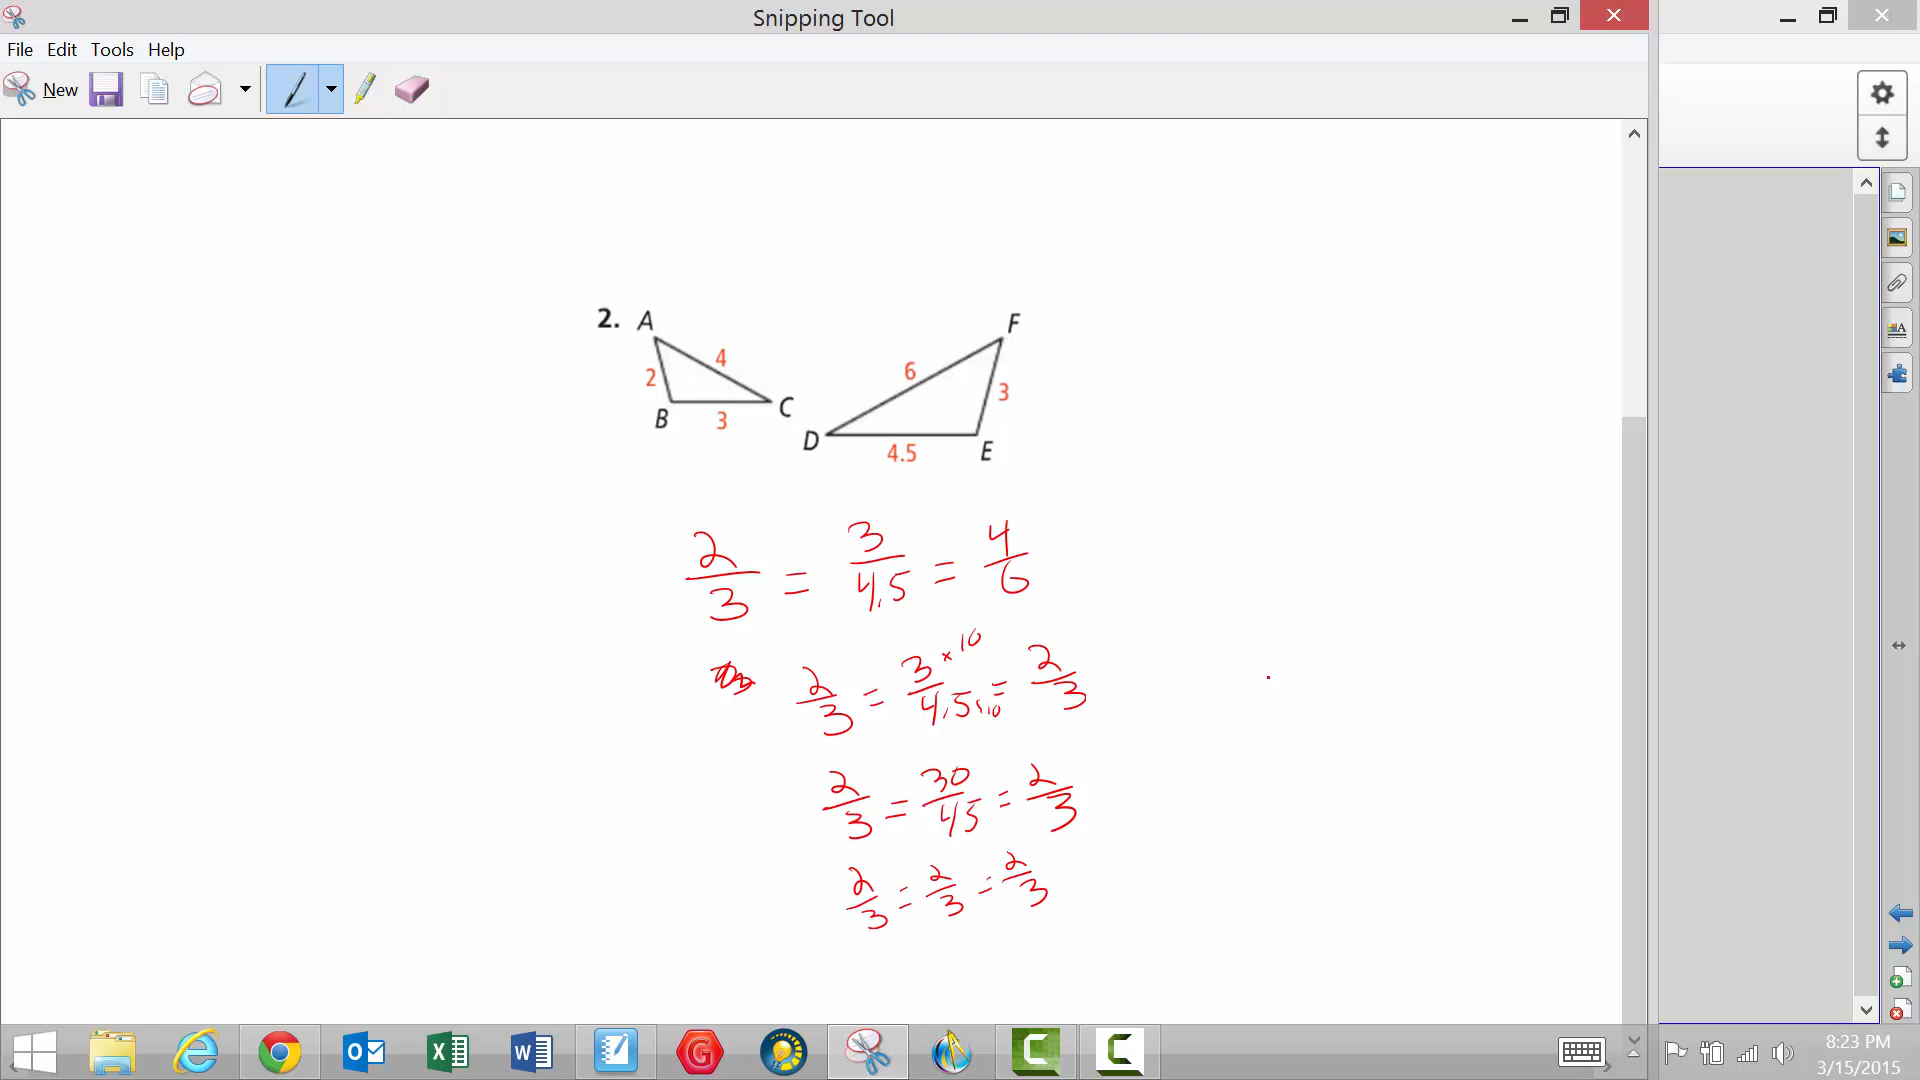 Snipping Tool
File Edit Tools Help
New
2. A
4
2
B
3
C
F
6
3
D
4.5
E
2/3 = 3/4.5 = 4/6
2/3 = 3 × 10/4.5 × 10 = 2/3
2/3 = 30/45 = 2/3
2/3 = 2/3 = 2/3
8:23 PM
3/15/2015